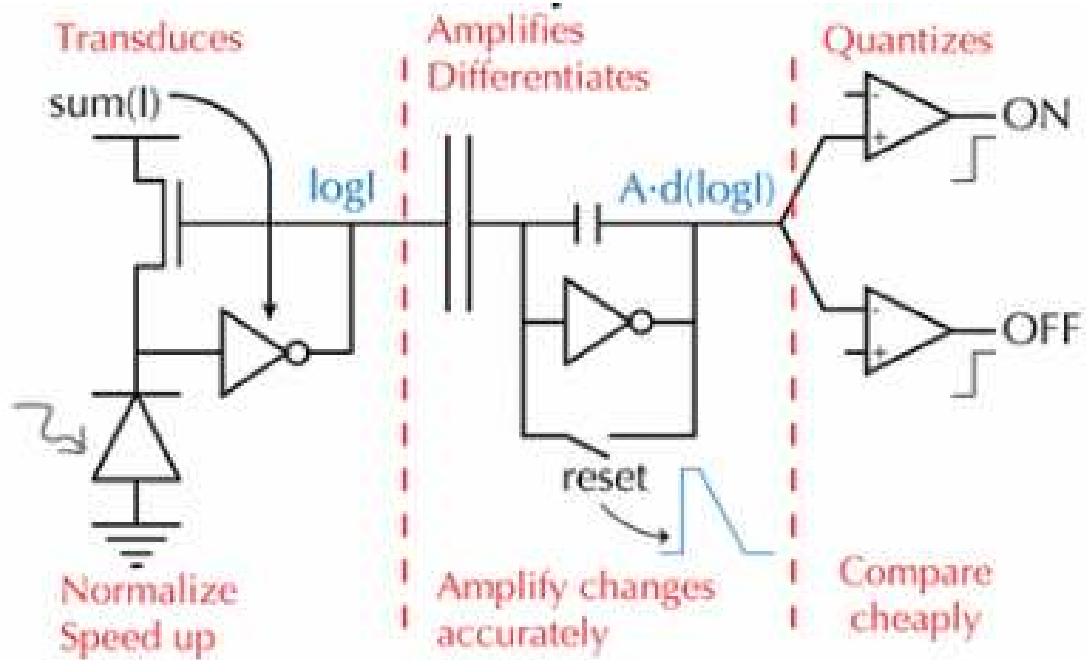 Transduces
sum(I)
logI
Normalize
Speed up
Amplifies
Differentiates
A·d(logI)
reset
Amplify changes
accurately
Quantizes
-
+
ON
-
+
OFF
Compare
cheaply